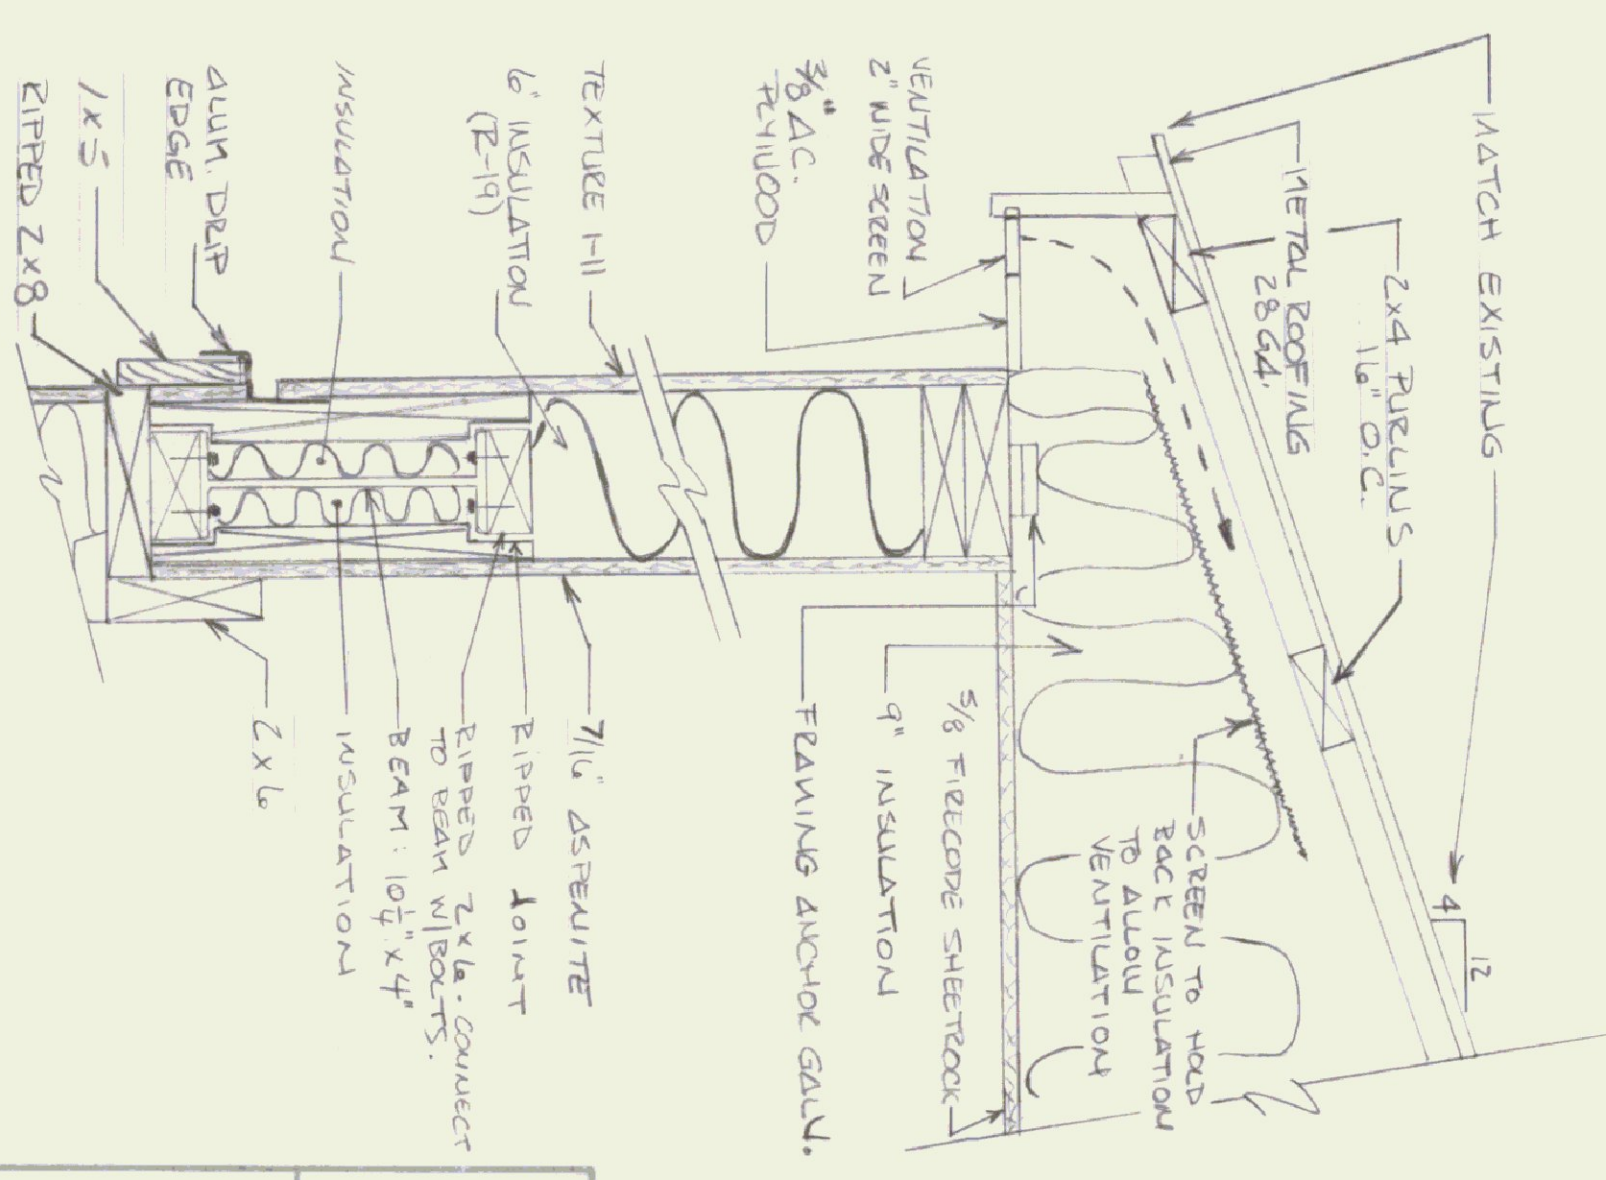 MATCH EXISTING
2x4 PURLINS
16" O.C.
METAL ROOFING
28 GA.
VENTILATION
2" WIDE SCREEN
3/8" AC.
PLYWOOD
TEXTURE 1-11
6" INSULATION
(R-19)
INSULATION
ALUM. DRIP
EDGE
1x5
RIPPED 2x8
4
12
SCREEN TO HOLD
BACK INSULATION
TO ALLOW
VENTILATION
5/8 FIRECODE SHEETROCK
9" INSULATION
FRAMING ANCHOR GALV.
7/16" ASPENITE
RIPPED JOINT
RIPPED 2x6. CONNECT
TO BEAM W/BOLTS.
BEAM: 10 1/4" x 4"
INSULATION
2x6